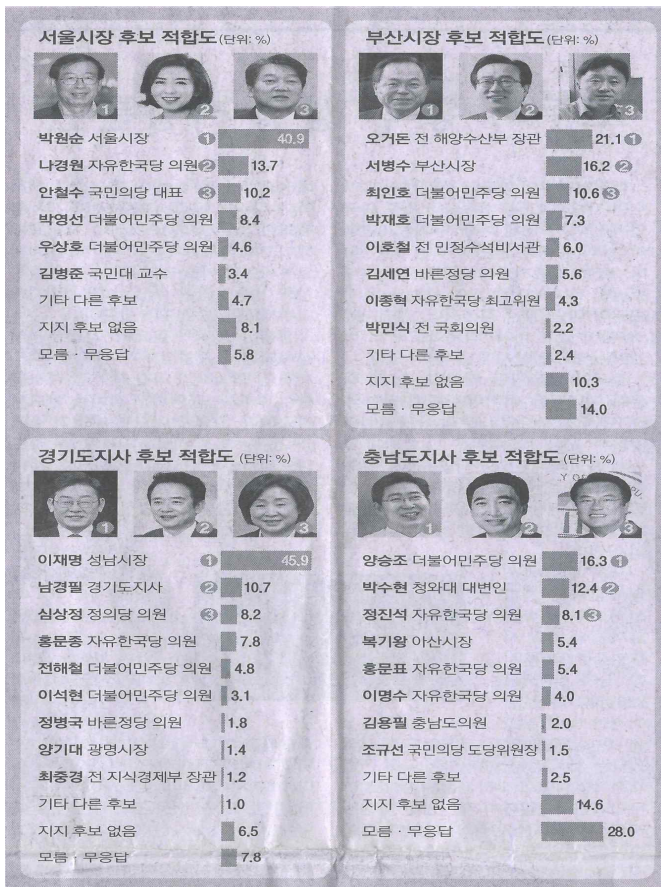 서울시장 후보 적합도 (단위: %)
1 2 3
박원순 서울시장 1 40.9
나경원 자유한국당 의원 2 13.7
안철수 국민의당 대표 3 10.2
박영선 더불어민주당 의원 8.4
우상호 더불어민주당 의원 4.6
김병준 국민대 교수 3.4
기타 다른 후보 4.7
지지 후보 없음 8.1
모름·무응답 5.8
부산시장 후보 적합도 (단위: %)
1 2 3
오거돈 전 해양수산부 장관 21.1 1
서병수 부산시장 16.2 2
최인호 더불어민주당 의원 10.6 3
박재호 더불어민주당 의원 7.3
이호철 전 민정수석비서관 6.0
김세연 바른정당 의원 5.6
이종혁 자유한국당 최고위원 4.3
박민식 전 국회의원 2.2
기타 다른 후보 2.4
지지 후보 없음 10.3
모름·무응답 14.0
경기도지사 후보 적합도 (단위: %)
1 2 3
이재명 성남시장 1 45.9
남경필 경기도지사 2 10.7
심상정 정의당 의원 3 8.2
홍문종 자유한국당 의원 7.8
전해철 더불어민주당 의원 4.8
이석현 더불어민주당 의원 3.1
정병국 바른정당 의원 1.8
양기대 광명시장 1.4
최중경 전 지식경제부 장관 1.2
기타 다른 후보 1.0
지지 후보 없음 6.5
모름·무응답 7.8
충남도지사 후보 적합도 (단위: %)
1 2 3
양승조 더불어민주당 의원 16.3 1
박수현 청와대 대변인 12.4 2
정진석 자유한국당 의원 8.1 3
복기왕 아산시장 5.4
홍문표 자유한국당 의원 5.4
이명수 자유한국당 의원 4.0
김용필 충남도의원 2.0
조규선 국민의당 도당위원장 1.5
기타 다른 후보 2.5
지지 후보 없음 14.6
모름·무응답 28.0